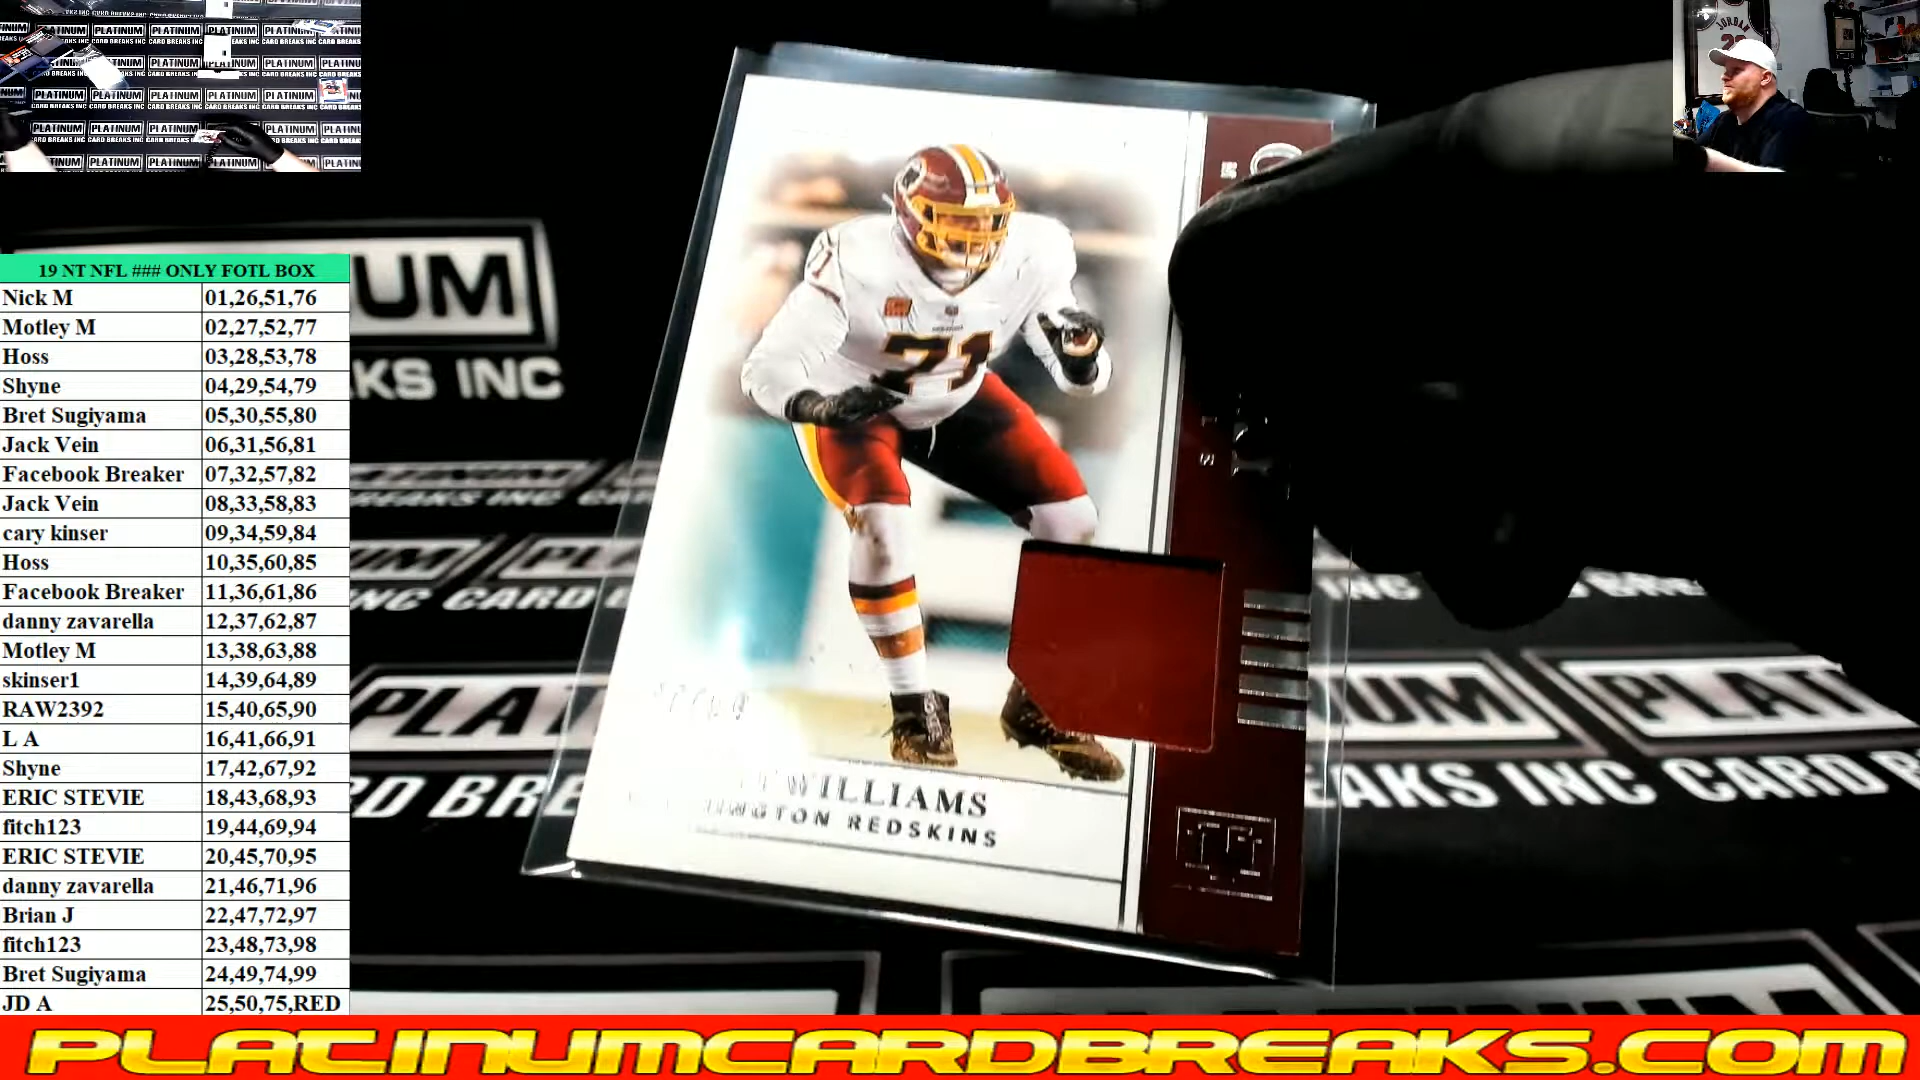 19 NT NFL ### ONLY FOTL BOX
Nick M 01,26,51,76
Motley M 02,27,52,77
Hoss 03,28,53,78
Shyne 04,29,54,79
Bret Sugiyama 05,30,55,80
Jack Vein 06,31,56,81
Facebook Breaker 07,32,57,82
Jack Vein 08,33,58,83
cary kinser 09,34,59,84
Hoss 10,35,60,85
Facebook Breaker 11,36,61,86
danny zavarella 12,37,62,87
Motley M 13,38,63,88
skinser1 14,39,64,89
RAW2392 15,40,65,90
L A 16,41,66,91
Shyne 17,42,67,92
ERIC STEVIE 18,43,68,93
fitch123 19,44,69,94
ERIC STEVIE 20,45,70,95
danny zavarella 21,46,71,96
Brian J 22,47,72,97
fitch123 23,48,73,98
Bret Sugiyama 24,49,74,99
JD A 25,50,75,RED
71
WILLIAMS
REDSKINS
PLATINUM
CARD BREAKS INC
JORDAN
PLATINUMCARDBREAKS.COM